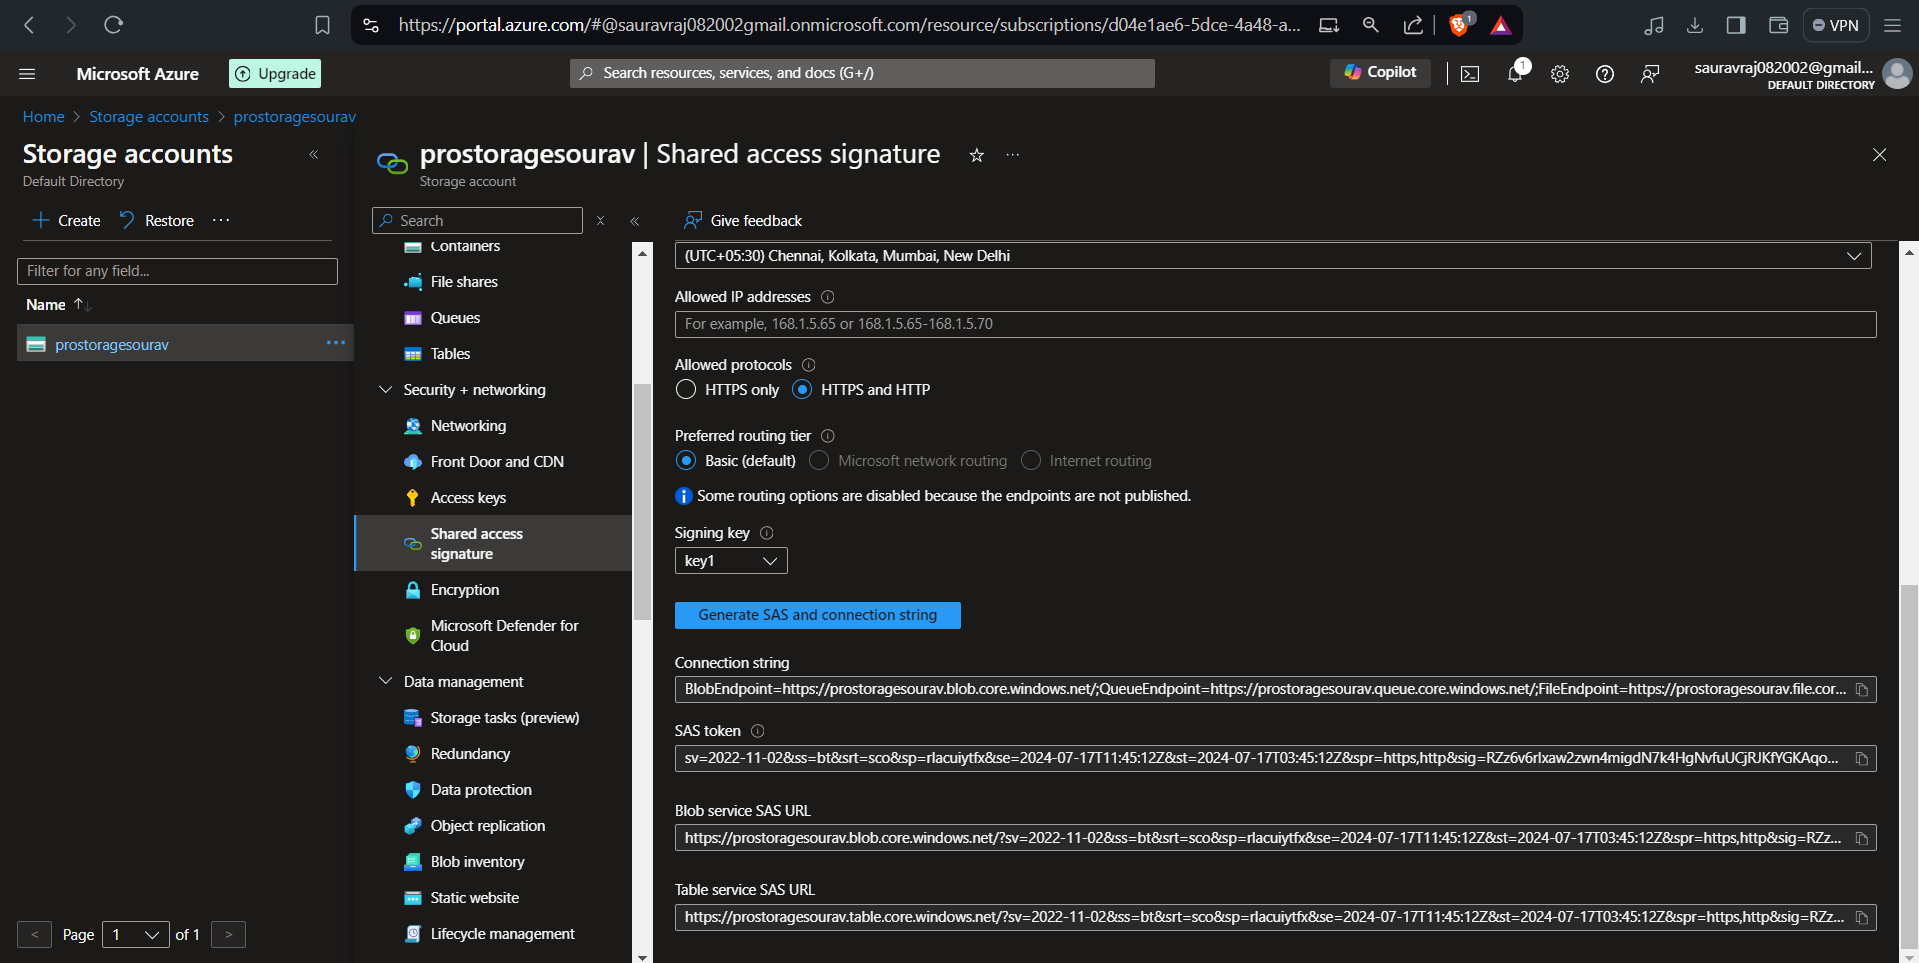 https://portal.azure.com/#@sauravraj082002gmail.onmicrosoft.com/resource/subscriptions/d04e1ae6-5dce-4a48-a...
1
VPN
Microsoft Azure
Upgrade
Search resources, services, and docs (G+/)
Copilot
1
sauravraj082002@gmail...
DEFAULT DIRECTORY
Home > Storage accounts > prostoragesourav
Storage accounts
Default Directory
Create
Restore
...
Filter for any field...
Name
prostoragesourav
...
< Page 1 of 1 >
prostoragesourav | Shared access signature
...
Storage account
Search
Containers
File shares
Queues
Tables
Security + networking
Networking
Front Door and CDN
Access keys
Shared access
signature
Encryption
Microsoft Defender for
Cloud
Data management
Storage tasks (preview)
Redundancy
Data protection
Object replication
Blob inventory
Static website
Lifecycle management
Give feedback
(UTC+05:30) Chennai, Kolkata, Mumbai, New Delhi
Allowed IP addresses
For example, 168.1.5.65 or 168.1.5.65-168.1.5.70
Allowed protocols
HTTPS only HTTPS and HTTP
Preferred routing tier
Basic (default) Microsoft network routing Internet routing
Some routing options are disabled because the endpoints are not published.
Signing key
key1
Generate SAS and connection string
Connection string
BlobEndpoint=https://prostoragesourav.blob.core.windows.net/;QueueEndpoint=https://prostoragesourav.queue.core.windows.net/;FileEndpoint=https://prostoragesourav.file.cor...
SAS token
sv=2022-11-02&ss=bt&srt=sco&sp=rlacuiytfx&se=2024-07-17T11:45:12Z&st=2024-07-17T03:45:12Z&spr=https,http&sig=RZz6v6rlxaw2zwn4migdN7k4HgNvfuUCjRJKfYGKAqo...
Blob service SAS URL
https://prostoragesourav.blob.core.windows.net/?sv=2022-11-02&ss=bt&srt=sco&sp=rlacuiytfx&se=2024-07-17T11:45:12Z&st=2024-07-17T03:45:12Z&spr=https,http&sig=RZz...
Table service SAS URL
https://prostoragesourav.table.core.windows.net/?sv=2022-11-02&ss=bt&srt=sco&sp=rlacuiytfx&se=2024-07-17T11:45:12Z&st=2024-07-17T03:45:12Z&spr=https,http&sig=RZz...